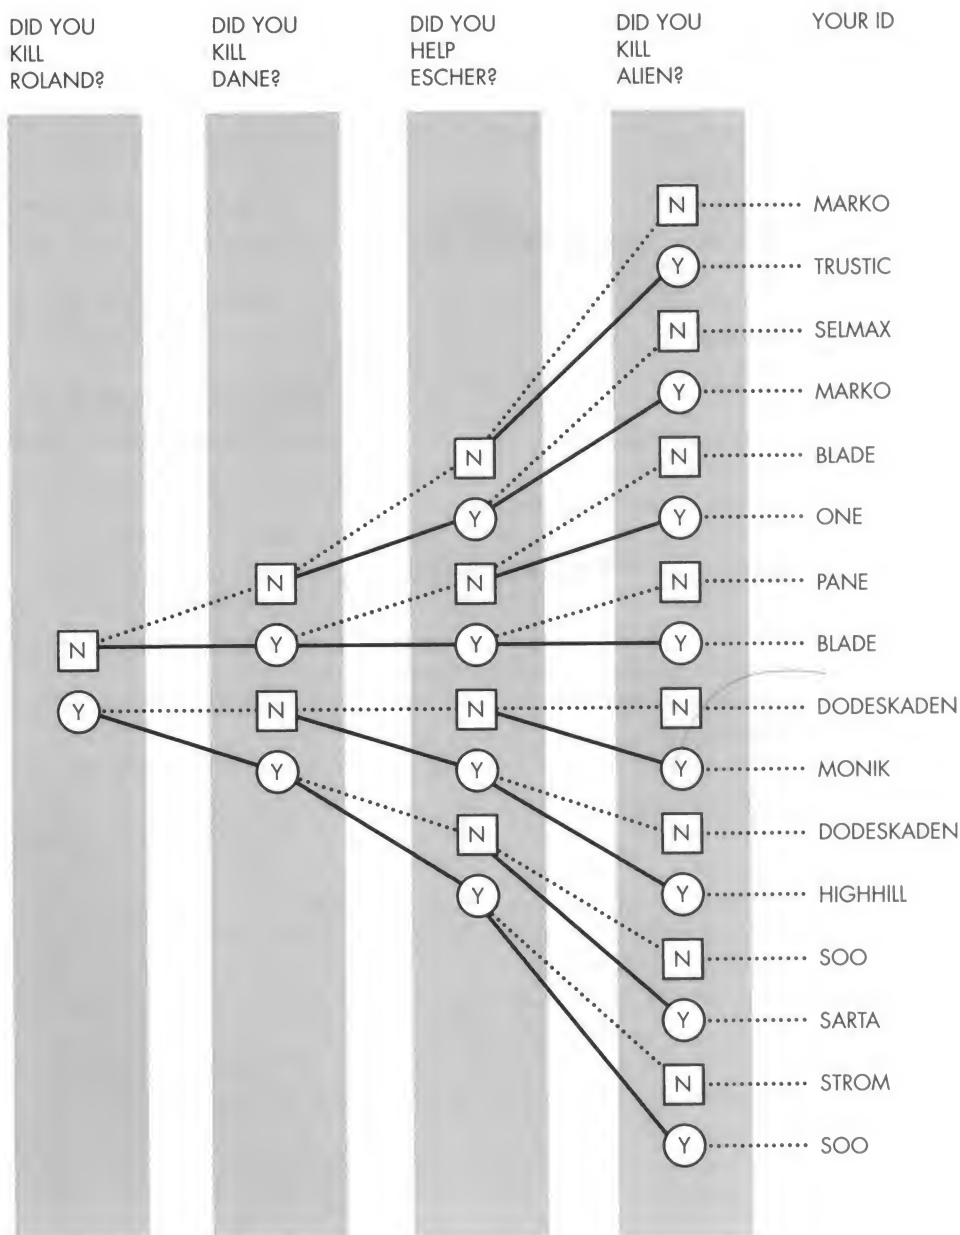 DID YOU
KILL
ROLAND?
DID YOU
KILL
DANE?
DID YOU
HELP
ESCHER?
DID YOU
KILL
ALIEN?
YOUR ID
N MARKO
Y TRUSTIC
N SELMAX
Y MARKO
N N BLADE
Y Y ONE
N N N PANE
N Y Y Y BLADE
Y N N N DODESKADEN
Y Y Y MONIK
N N DODESKADEN
Y Y HIGHHILL
N SOO
Y SARTA
N STROM
Y SOO